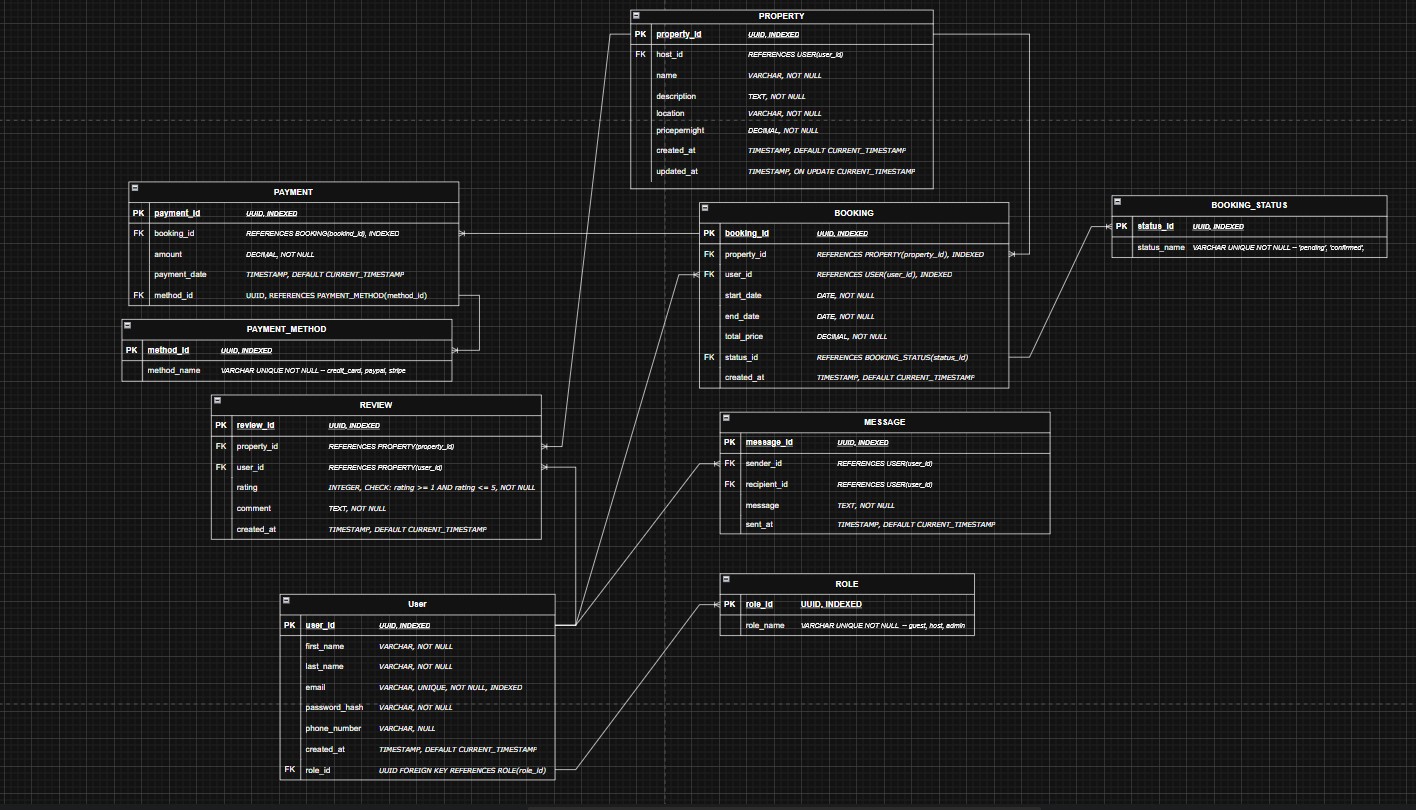 PROPERTY
PK property_id UUID, INDEXED
FK host_id REFERENCES USER(user_id)
name VARCHAR, NOT NULL
description TEXT, NOT NULL
location VARCHAR, NOT NULL
pricepernight DECIMAL, NOT NULL
created_at TIMESTAMP, DEFAULT CURRENT_TIMESTAMP
updated_at TIMESTAMP, ON UPDATE CURRENT_TIMESTAMP
PAYMENT
PK payment_id UUID, INDEXED
FK booking_id REFERENCES BOOKING(bookind_id), INDEXED
amount DECIMAL, NOT NULL
payment_date TIMESTAMP, DEFAULT CURRENT_TIMESTAMP
FK method_id UUID, REFERENCES PAYMENT_METHOD(method_id)
BOOKING
PK booking_id UUID, INDEXED
FK property_id REFERENCES PROPERTY(property_id), INDEXED
FK user_id REFERENCES USER(user_id), INDEXED
start_date DATE, NOT NULL
end_date DATE, NOT NULL
total_price DECIMAL, NOT NULL
FK status_id REFERENCES BOOKING_STATUS(status_id)
created_at TIMESTAMP, DEFAULT CURRENT_TIMESTAMP
BOOKING_STATUS
PK status_id UUID, INDEXED
status_name VARCHAR UNIQUE NOT NULL -- 'pending', 'confirmed',
PAYMENT_METHOD
PK method_id UUID, INDEXED
method_name VARCHAR UNIQUE NOT NULL -- credit_card, paypal, stripe
REVIEW
PK review_id UUID, INDEXED
FK property_id REFERENCES PROPERTY(property_id)
FK user_id REFERENCES PROPERTY(user_id)
rating INTEGER, CHECK: rating >= 1 AND rating <= 5, NOT NULL
comment TEXT, NOT NULL
created_at TIMESTAMP, DEFAULT CURRENT_TIMESTAMP
MESSAGE
PK message_id UUID, INDEXED
FK sender_id REFERENCES USER(user_id)
FK recipient_id REFERENCES USER(user_id)
message TEXT, NOT NULL
sent_at TIMESTAMP, DEFAULT CURRENT_TIMESTAMP
User
PK user_id UUID, INDEXED
first_name VARCHAR, NOT NULL
last_name VARCHAR, NOT NULL
email VARCHAR, UNIQUE, NOT NULL, INDEXED
password_hash VARCHAR, NOT NULL
phone_number VARCHAR, NULL
created_at TIMESTAMP, DEFAULT CURRENT_TIMESTAMP
FK role_id UUID FOREIGN KEY REFERENCES ROLE(role_id)
ROLE
PK role_id UUID, INDEXED
role_name VARCHAR UNIQUE NOT NULL -- guest, host, admin